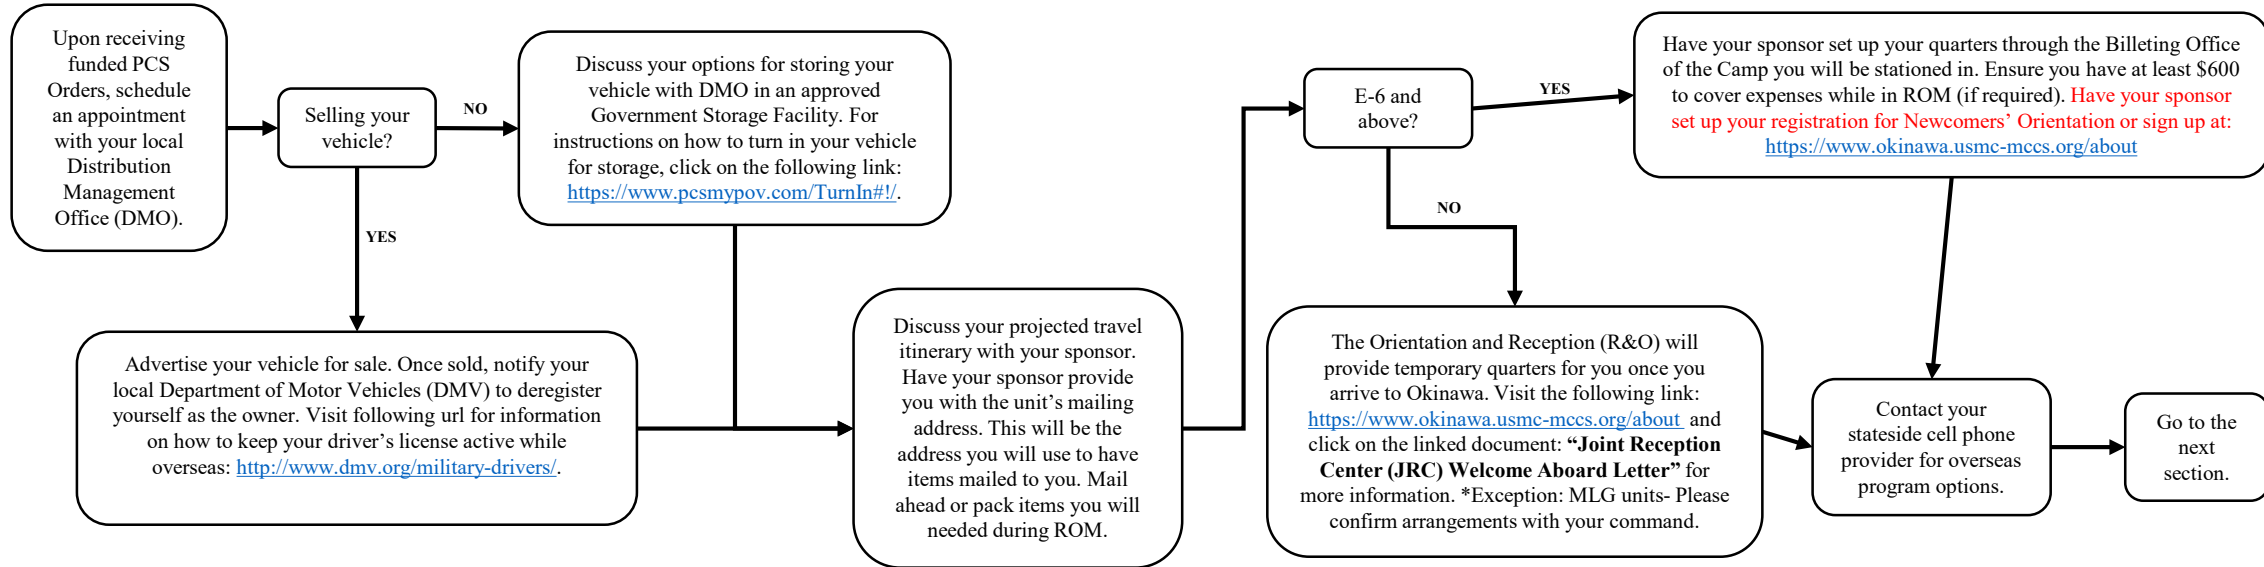 Upon receiving
funded PCS
Orders, schedule
an appointment
with your local
Distribution
Management
Office (DMO).
Selling your
vehicle?
NO
YES
Discuss your options for storing your
vehicle with DMO in an approved
Government Storage Facility. For
instructions on how to turn in your vehicle
for storage, click on the following link:
https://www.pcsmypov.com/TurnIn#!/.
Advertise your vehicle for sale. Once sold, notify your
local Department of Motor Vehicles (DMV) to deregister
yourself as the owner. Visit following url for information
on how to keep your driver’s license active while
overseas: http://www.dmv.org/military-drivers/.
Discuss your projected travel
itinerary with your sponsor.
Have your sponsor provide
you with the unit’s mailing
address. This will be the
address you will use to have
items mailed to you. Mail
ahead or pack items you will
needed during ROM.
E-6 and
above?
YES
NO
Have your sponsor set up your quarters through the Billeting Office
of the Camp you will be stationed in. Ensure you have at least $600
to cover expenses while in ROM (if required). Have your sponsor
set up your registration for Newcomers’ Orientation or sign up at:
https://www.okinawa.usmc-mccs.org/about
The Orientation and Reception (R&O) will
provide temporary quarters for you once you
arrive to Okinawa. Visit the following link:
https://www.okinawa.usmc-mccs.org/about and
click on the linked document: “Joint Reception
Center (JRC) Welcome Aboard Letter” for
more information. *Exception: MLG units- Please
confirm arrangements with your command.
Contact your
stateside cell phone
provider for overseas
program options.
Go to the
next
section.